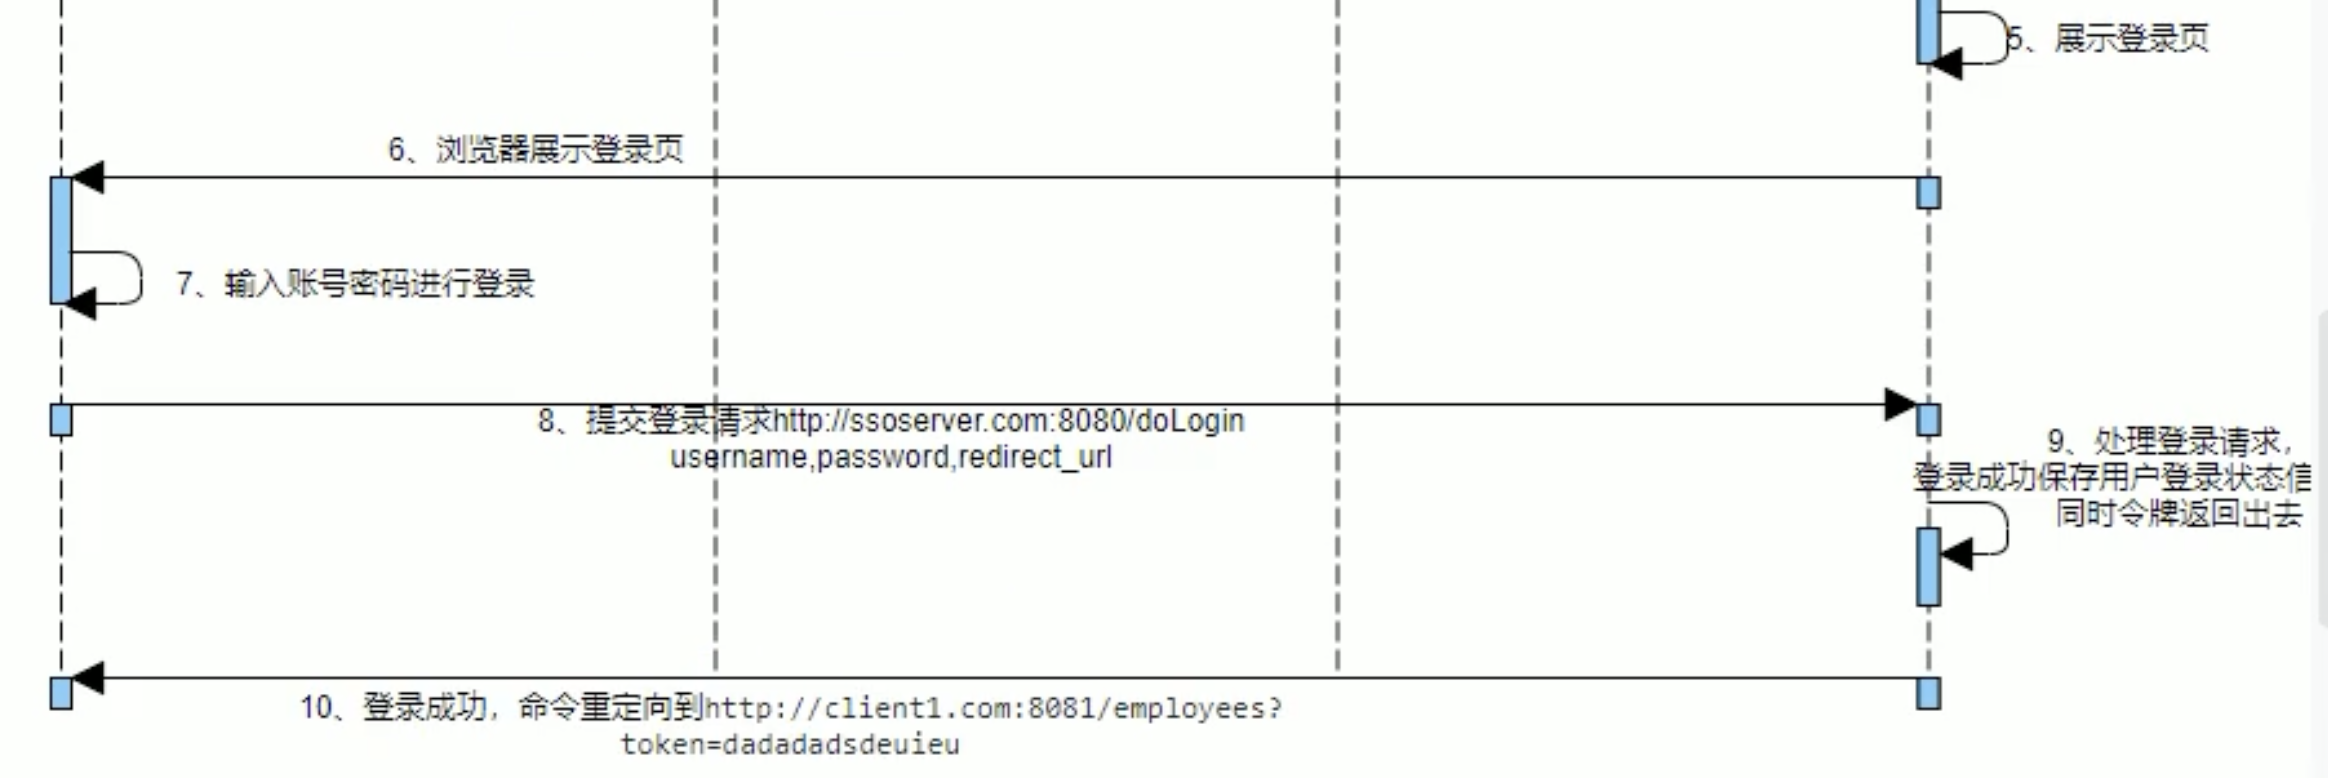 5、展示登录页
6、浏览器展示登录页
7、输入账号密码进行登录
8、提交登录请求http://ssoserver.com:8080/doLogin
username,password,redirect_url
9、处理登录请求,
登录成功保存用户登录状态信
同时令牌返回出去
10、登录成功，命令重定向到http://client1.com:8081/employees?
token=dadadadsdeuieu